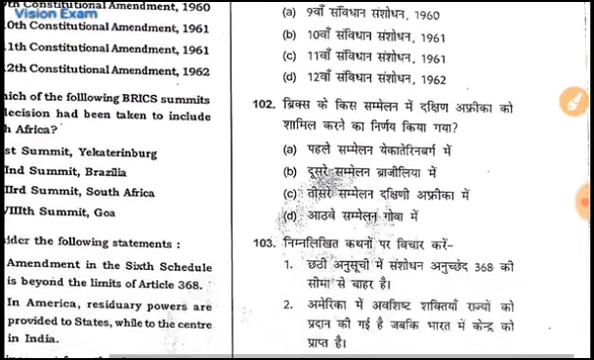 Constitutional Amendment, 1960
Vision Exam
0th Constitutional Amendment, 1961
1th Constitutional Amendment, 1961
2th Constitutional Amendment, 1962
hich of the folllowing BRICS summits
decision had been taken to include
h Africa?
st Summit, Yekaterinburg
Ind Summit, Brazilia
IIrd Summit, South Africa
VIIIth Summit, Goa
ider the following statements :
Amendment in the Sixth Schedule
is beyond the limits of Article 368.
In America, residuary powers are
provided to States, while to the centre
in India.
(a) 9वाँ संविधान संशोधन, 1960
(b) 10वाँ संविधान संशोधन, 1961
(c) 11वाँ संविधान संशोधन, 1961
(d) 12वाँ संविधान संशोधन, 1962
102. ब्रिक्स के किस सम्मेलन में दक्षिण अफ्रीका को
शामिल करने का निर्णय किया गया?
(a) पहले सम्मेलन येकातेरिनबर्ग में
(b) दूसरे सम्मेलन ब्राजीलिया में
(c) तीसरे सम्मेलन दक्षिणी अफ्रीका में
(d) आठवे सम्मेलन गोवा में
103. निम्नलिखित कथनों पर विचार करें-
1. छठी अनुसूची में संशोधन अनुच्छेद 368 की
सीमा से बाहर है।
2. अमेरिका में अवशिष्ट शक्तियाँ राज्यों को
प्रदान की गई है जबकि भारत में केन्द्र को
प्राप्त है।